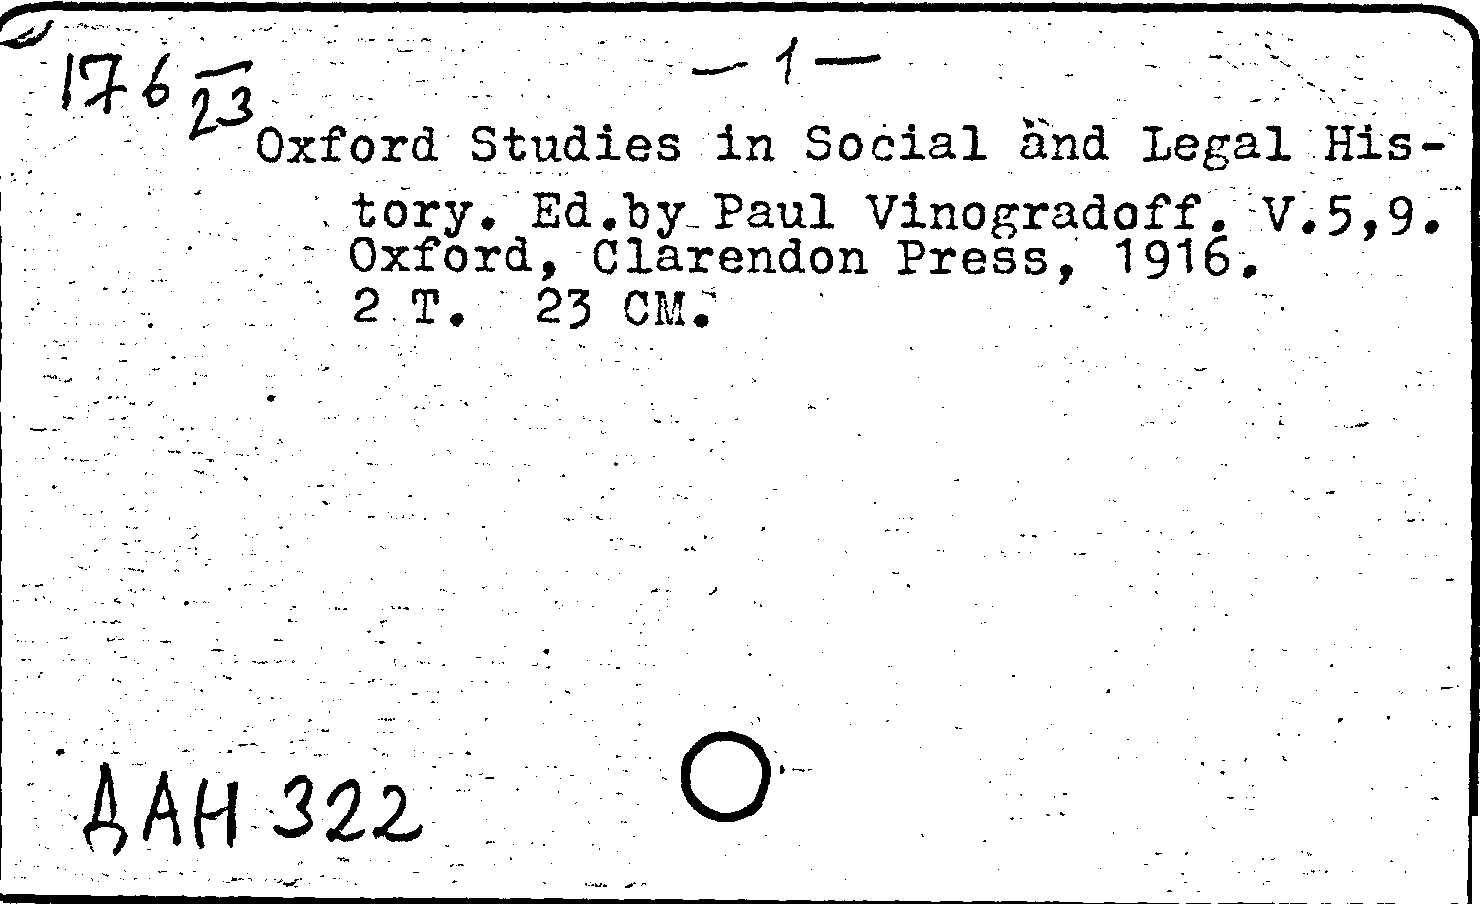 176 — 1 —
23
Oxford Studies in Social and Legal His-
tory. Ed.by Paul Vinogradoff. V.5,9.
Oxford, Clarendon Press, 1916.
2 Т. 23 СМ.
ДАН 322